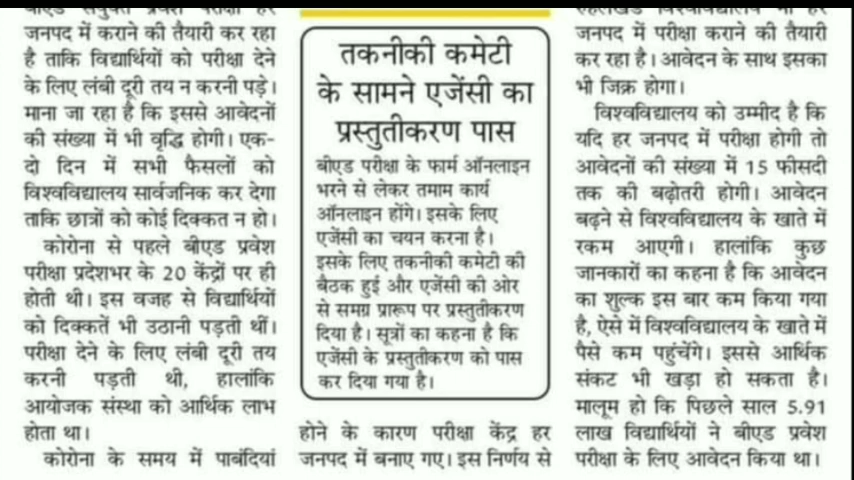 जनपद में कराने की तैयारी कर रहा
है ताकि विद्यार्थियों को परीक्षा देने
के लिए लंबी दूरी तय न करनी पड़े।
माना जा रहा है कि इससे आवेदनों
की संख्या में भी वृद्धि होगी। एक-
दो दिन में सभी फैसलों को
विश्वविद्यालय सार्वजनिक कर देगा
ताकि छात्रों को कोई दिक्कत न हो।
कोरोना से पहले बीएड प्रवेश
परीक्षा प्रदेशभर के 20 केंद्रों पर ही
होती थी। इस वजह से विद्यार्थियों
को दिक्कतें भी उठानी पड़ती थीं।
परीक्षा देने के लिए लंबी दूरी तय
करनी पड़ती थी, हालांकि
आयोजक संस्था को आर्थिक लाभ
होता था।
कोरोना के समय में पाबंदियां
तकनीकी कमेटी
के सामने एजेंसी का
प्रस्तुतीकरण पास
बीएड परीक्षा के फार्म ऑनलाइन
भरने से लेकर तमाम कार्य
ऑनलाइन होंगे। इसके लिए
एजेंसी का चयन करना है।
इसके लिए तकनीकी कमेटी की
बैठक हुई और एजेंसी की ओर
से समग्र प्रारूप पर प्रस्तुतीकरण
दिया है। सूत्रों का कहना है कि
एजेंसी के प्रस्तुतीकरण को पास
कर दिया गया है।
होने के कारण परीक्षा केंद्र हर
जनपद में बनाए गए। इस निर्णय से
जनपद में परीक्षा कराने की तैयारी
कर रहा है। आवेदन के साथ इसका
भी जिक्र होगा।
विश्वविद्यालय को उम्मीद है कि
यदि हर जनपद में परीक्षा होगी तो
आवेदनों की संख्या में 15 फीसदी
तक की बढ़ोतरी होगी। आवेदन
बढ़ने से विश्वविद्यालय के खाते में
रकम आएगी। हालांकि कुछ
जानकारों का कहना है कि आवेदन
का शुल्क इस बार कम किया गया
है, ऐसे में विश्वविद्यालय के खाते में
पैसे कम पहुंचेंगे। इससे आर्थिक
संकट भी खड़ा हो सकता है।
मालूम हो कि पिछले साल 5.91
लाख विद्यार्थियों ने बीएड प्रवेश
परीक्षा के लिए आवेदन किया था।